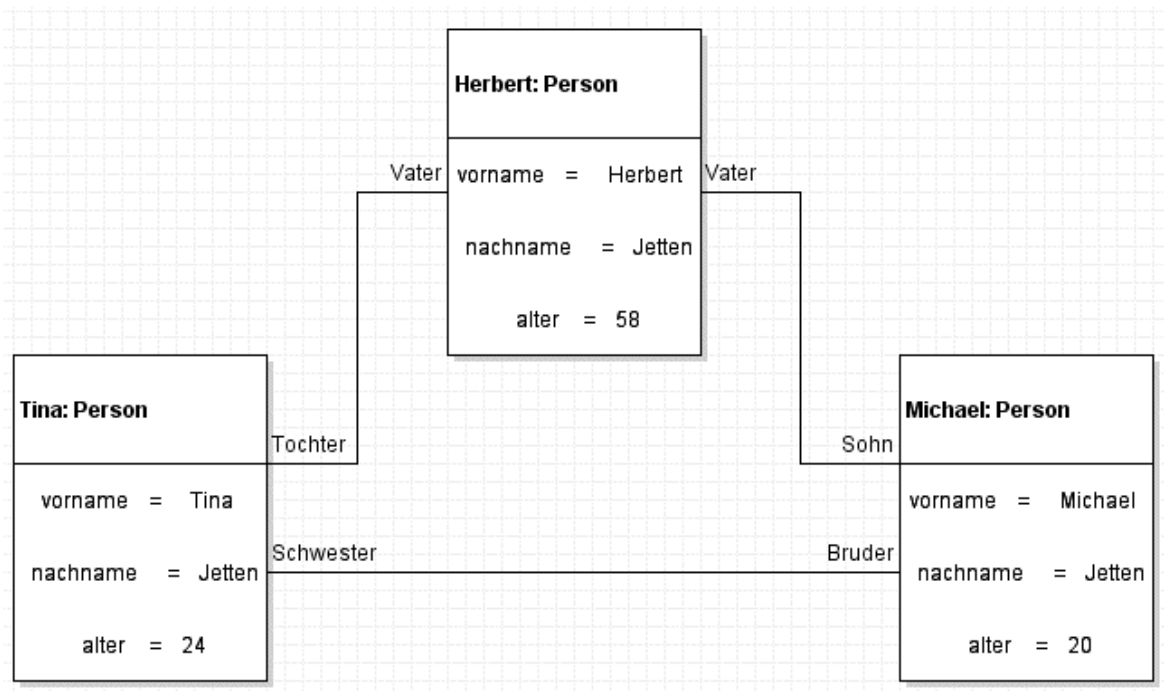 Herbert: Person
Vater
vorname = Herbert
Vater
nachname = Jetten
alter = 58
Tina: Person
Tochter
vorname = Tina
Schwester
nachname = Jetten
alter = 24
Michael: Person
Sohn
vorname = Michael
Bruder
nachname = Jetten
alter = 20